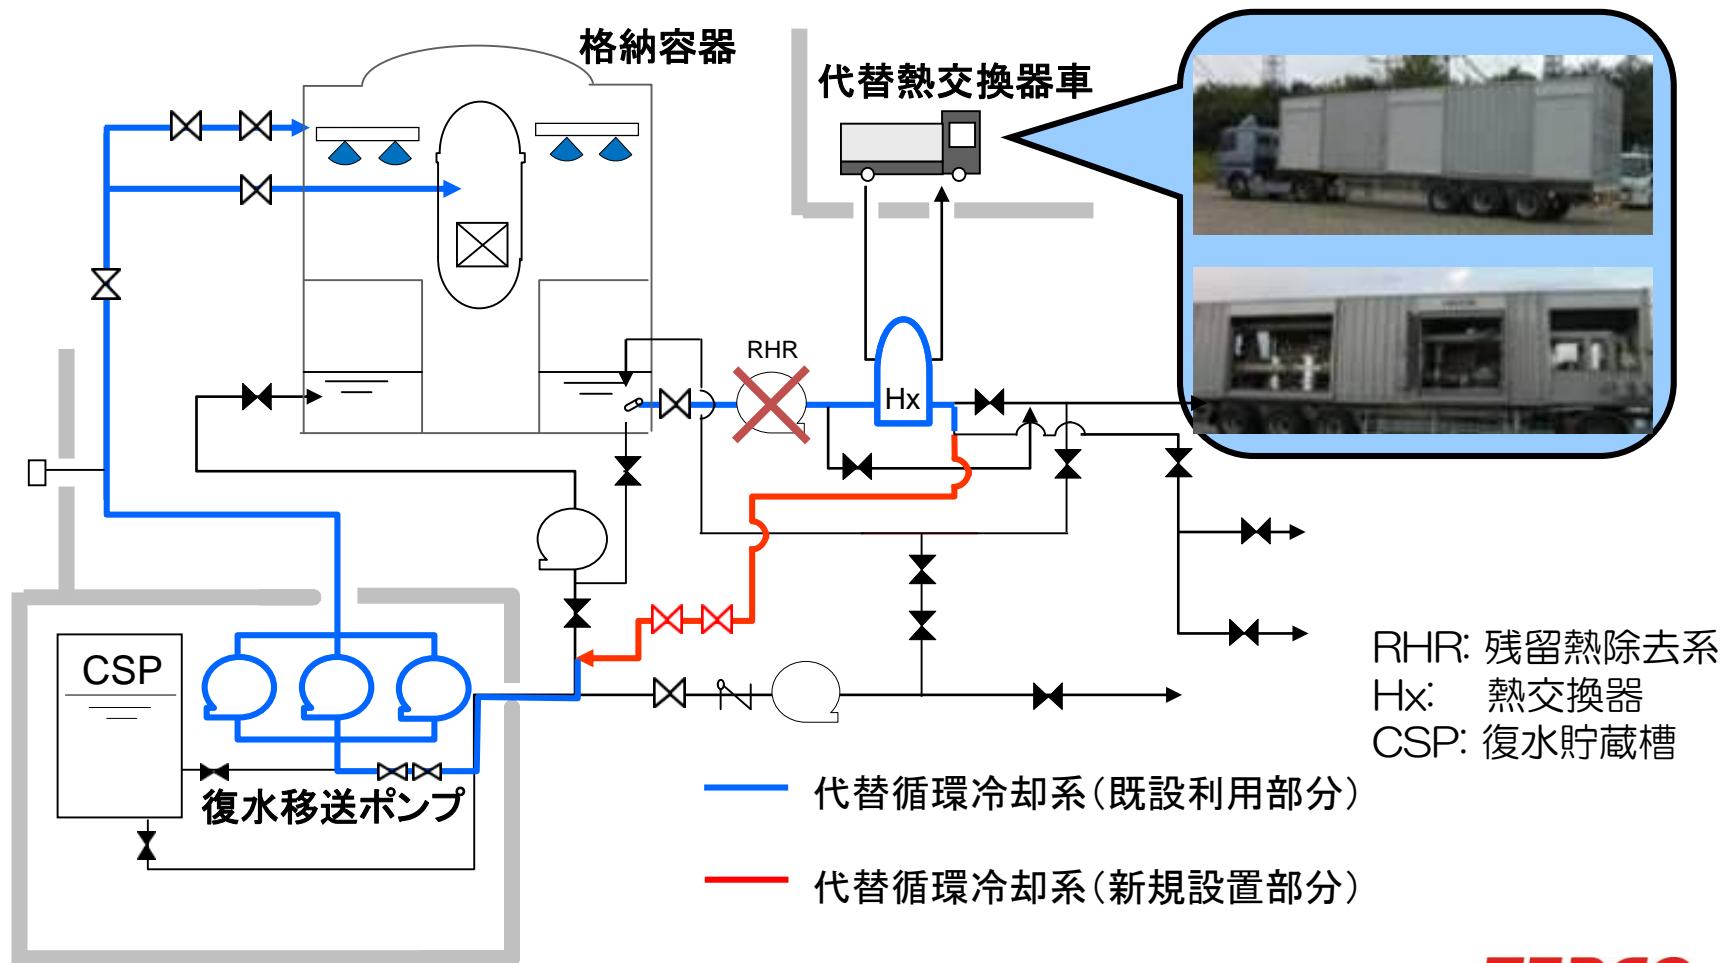 格納容器
代替熱交換器車
RHR
Hx
CSP
復水移送ポンプ
RHR: 残留熱除去系
Hx: 熱交換器
CSP: 復水貯蔵槽
代替循環冷却系(既設利用部分)
代替循環冷却系(新規設置部分)